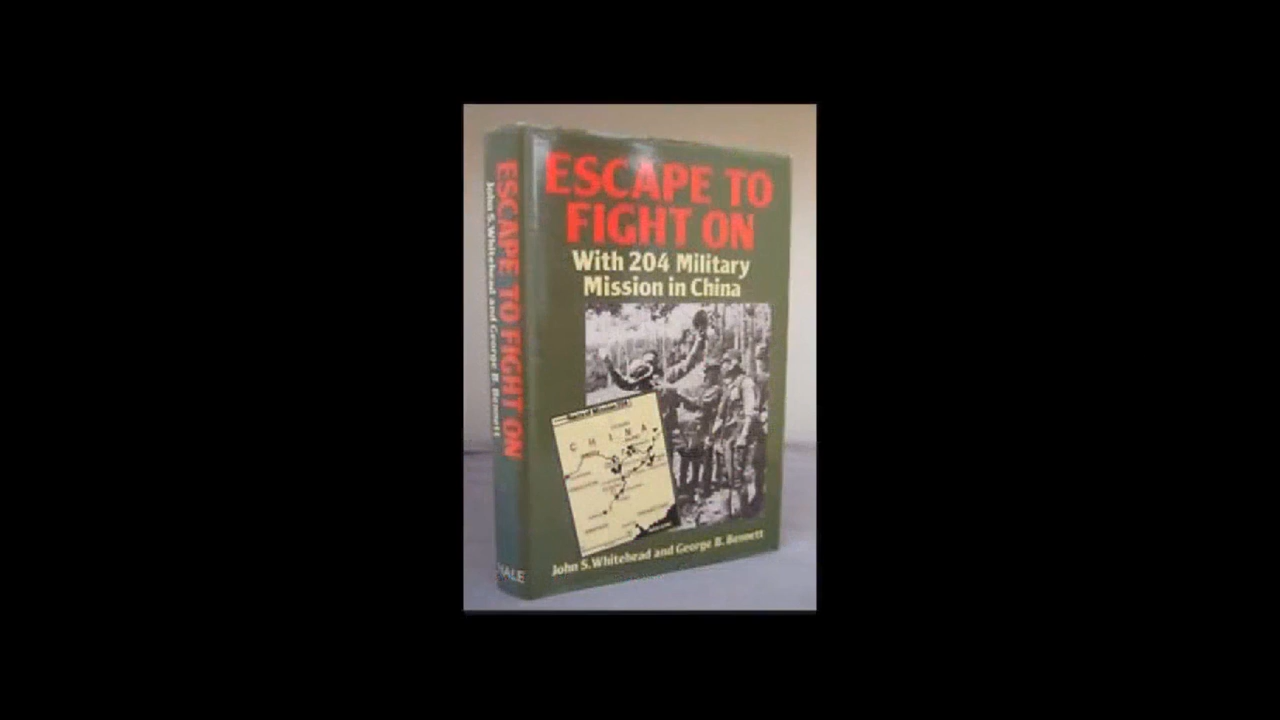 ESCAPE TO
FIGHT ON
With 204 Military
Mission in China
CHINA
John S. Whitehead and George B. Bennett
ESCAPE TO FIGHT ON
John S. Whitehead and George B. Bennett
HALE